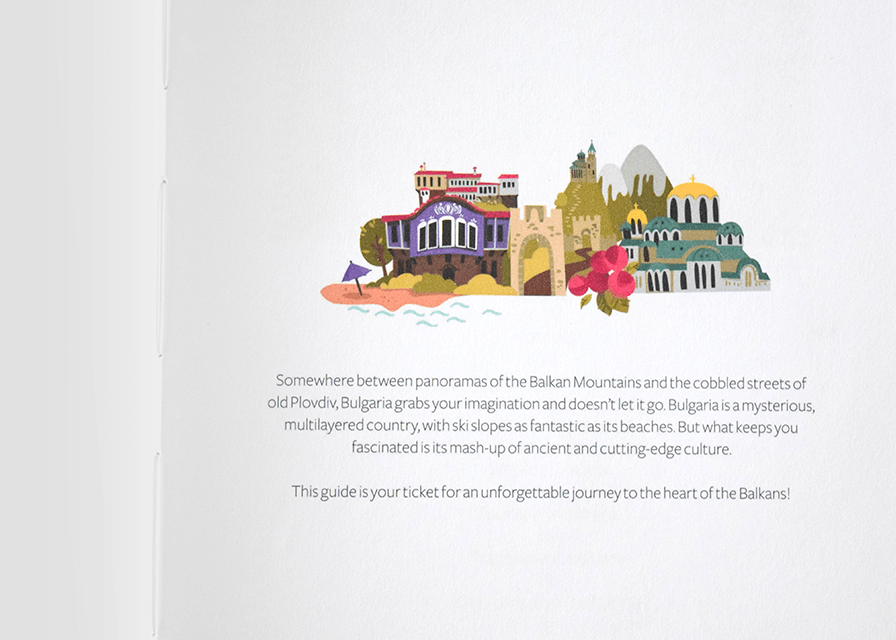 Somewhere between panoramas of the Balkan Mountains and the cobbled streets of
old Plovdiv, Bulgaria grabs your imagination and doesn't let it go. Bulgaria is a mysterious,
multilayered country, with ski slopes as fantastic as its beaches. But what keeps you
fascinated is its mash-up of ancient and cutting-edge culture.
This guide is your ticket for an unforgettable journey to the heart of the Balkans!